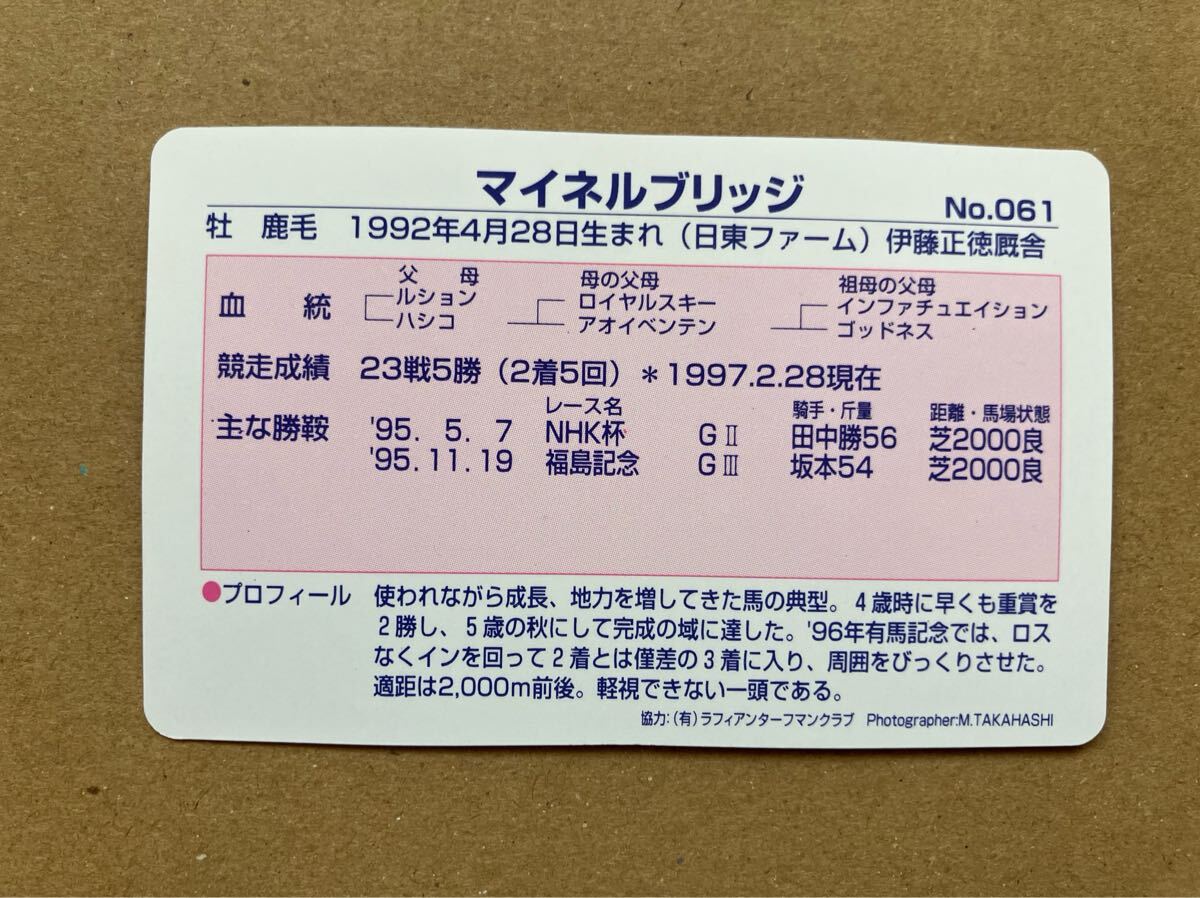 マイネルブリッジ No.061
牡 鹿毛 1992年4月28日生まれ（日東ファーム）伊藤正徳厩舎
父 母 母の父母 祖母の父母
血 統 ルション ロイヤルスキー インファチュエイション
ハシコ アオイベンテン ゴッドネス
競走成績 23戦5勝（2着5回）＊1997.2.28現在
レース名 騎手・斤量 距離・馬場状態
主な勝鞍 '95. 5. 7 NHK杯 GⅡ 田中勝56 芝2000良
'95.11.19 福島記念 GⅢ 坂本54 芝2000良
●プロフィール 使われながら成長、地力を増してきた馬の典型。4歳時に早くも重賞を
2勝し、5歳の秋にして完成の域に達した。'96年有馬記念では、ロス
なくインを回って2着とは僅差の3着に入り、周囲をびっくりさせた。
適距は2,000m前後。軽視できない一頭である。
協力:（有）ラフィアンターフマンクラブ Photographer:M.TAKAHASHI